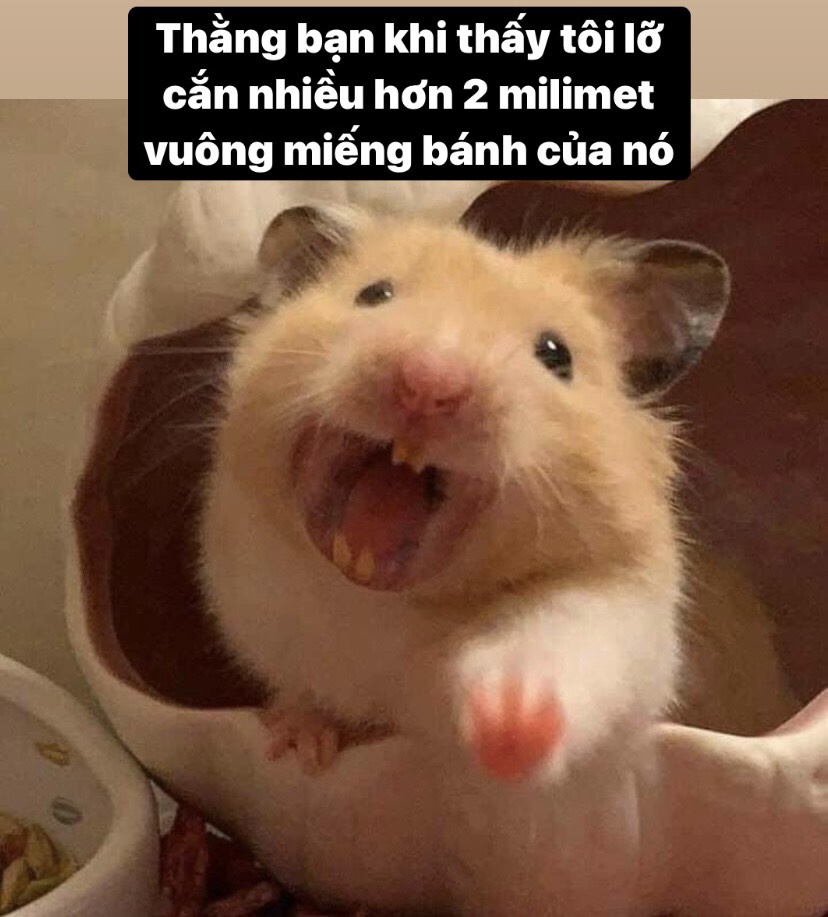 Thằng bạn khi thấy tôi lỡ
cắn nhiều hơn 2 milimet
vuông miếng bánh của nó